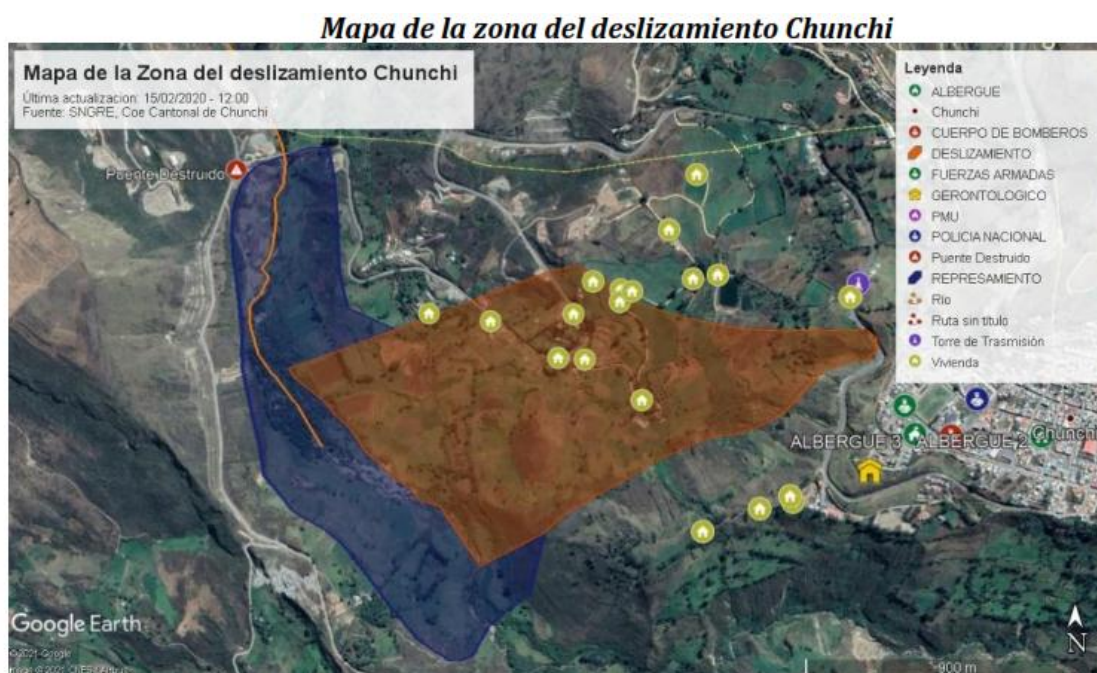 Mapa de la zona del deslizamiento Chunchi
Mapa de la Zona del deslizamiento Chunchi
Última actualizacion: 15/02/2020 - 12:00
Fuente: SNGRE, Coe Cantonal de Chunchi
Leyenda
ALBERGUE
Chunchi
CUERPO DE BOMBEROS
DESLIZAMIENTO
FUERZAS ARMADAS
GERONTOLOGICO
PMU
POLICIA NACIONAL
Puente Destruido
REPRESAMIENTO
Rio
Ruta sin titulo
Torre de Trasmisión
Vivienda
Puente Destruido
ALBERGUE 3
ALBERGUE 2
Chunchi
Google Earth
© 2021 Google
900 m
N